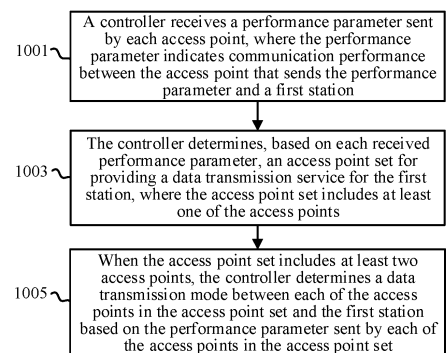 A controller receives a performance parameter sent
by each access point, where the performance
1001
parameter indicates communication performance
between the access point that sends the performance
parameter and a first station
The controller determines, based on each received
performance parameter, an access point set for
1003
providing a data transmission service for the first
station, where the access point set includes at least
one of the access points
When the access point set includes at least two
access points, the controller determines a data
1005
transmission mode between each of the access
points in the access point set and the first station
based on the performance parameter sent by each of
the access points in the access point set